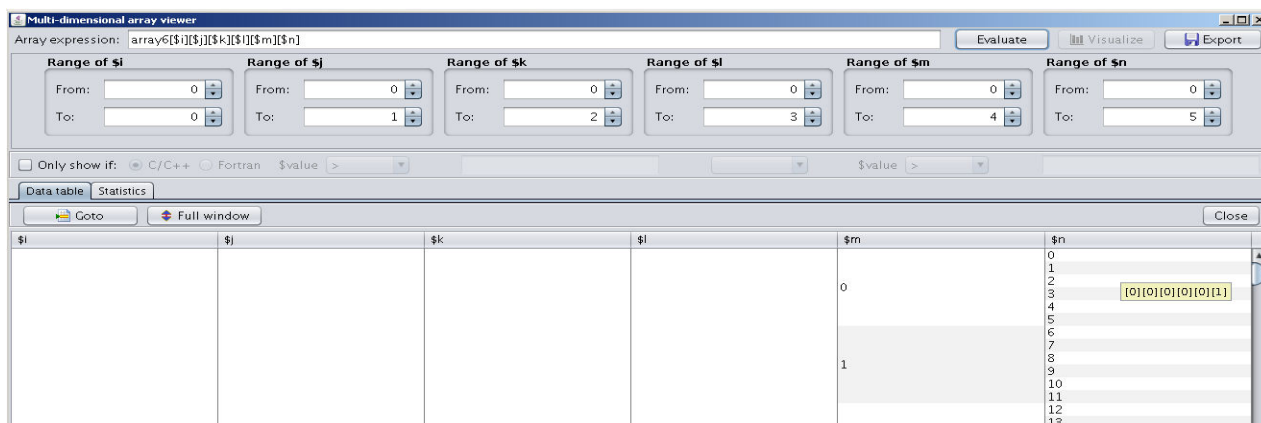 Multi-dimensional array viewer
Array expression: array6[$i][$j][$k][$l][$m][$n] Evaluate Visualize Export
Range of $i Range of $j Range of $k Range of $l Range of $m Range of $n
From: 0 From: 0 From: 0 From: 0 From: 0 From: 0
To: 0 To: 1 To: 2 To: 3 To: 4 To: 5
Only show if: C/C++ Fortran $value > $value >
Data table Statistics
Goto Full window Close
$i $j $k $l $m $n
0
1
2
0 3 [0][0][0][0][0][1]
4
5
6
7
8
1 9
10
11
12
13